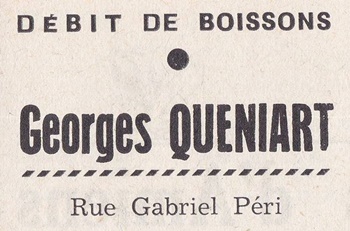 DÉBIT DE BOISSONS
Georges QUENIART
Rue Gabriel Péri